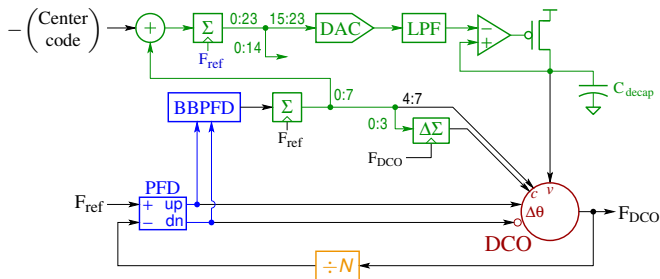 − (Center code)
+
Σ
F_ref
0:23
15:23
0:14
DAC
LPF
−
+
C_decap
0:7
BBPFD
Σ
F_ref
4:7
0:3
ΔΣ
F_DCO
F_ref
PFD
+ up
− dn
c
v
Δθ
DCO
F_DCO
÷N